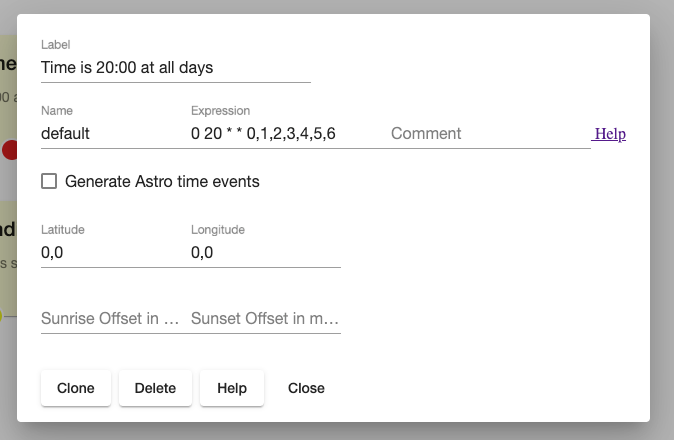 Label
Time is 20:00 at all days
Name Expression
default 0 20 * * 0,1,2,3,4,5,6 Comment Help
Generate Astro time events
Latitude Longitude
0,0 0,0
Sunrise Offset in … Sunset Offset in m…
Clone Delete Help Close